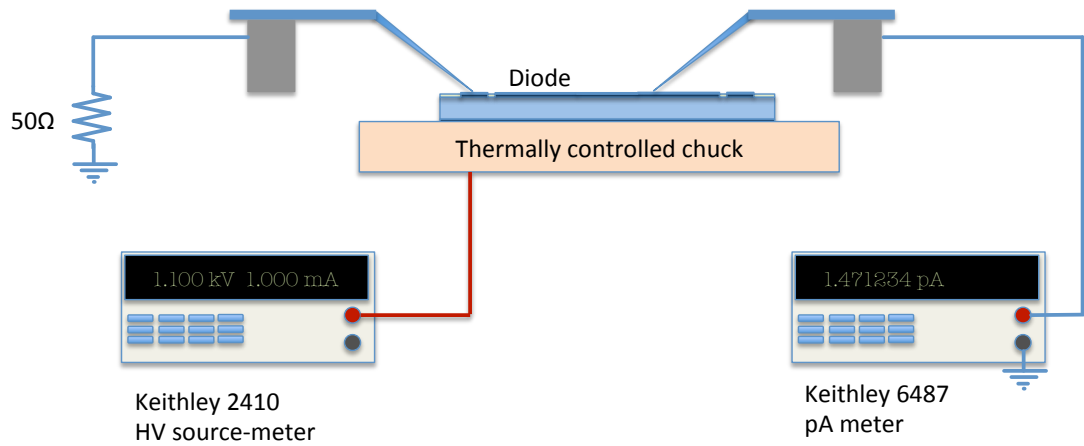 Diode
50Ω
Thermally controlled chuck
1.100 kV 1.000 mA
1.471234 pA
Keithley 2410
HV source-meter
Keithley 6487
pA meter